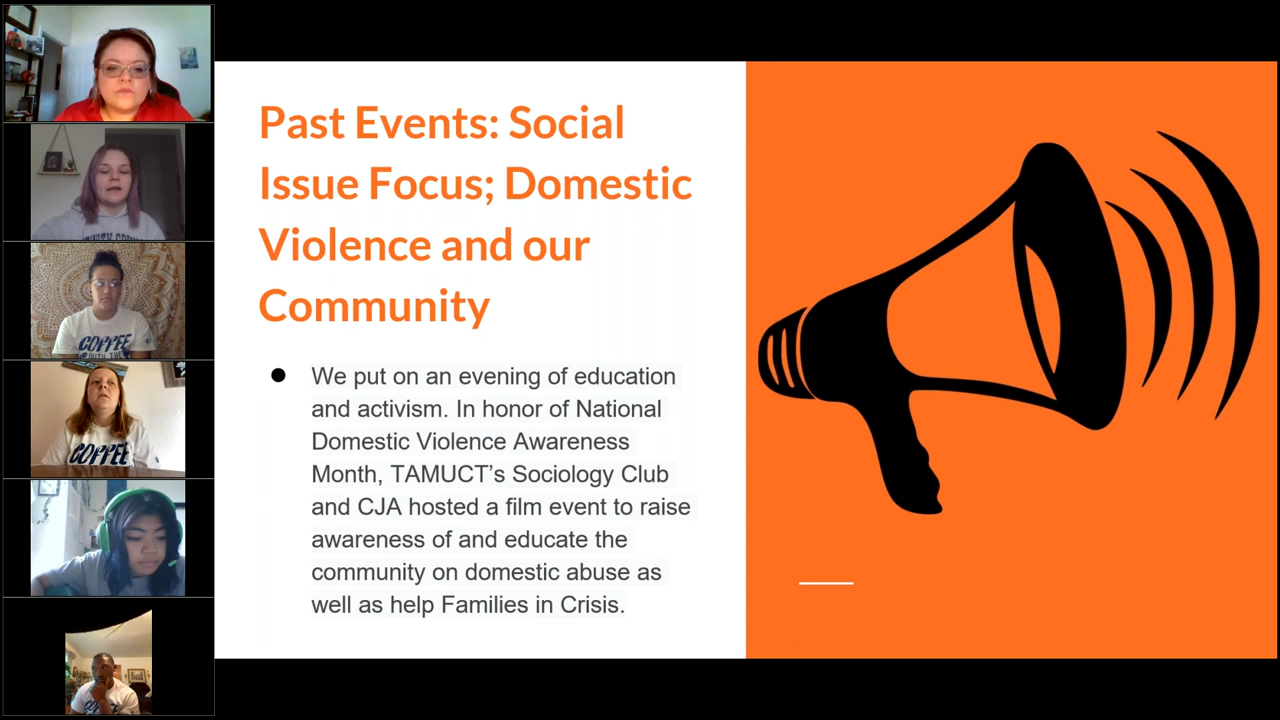 Past Events: Social
Issue Focus; Domestic
Violence and our
Community
We put on an evening of education
and activism. In honor of National
Domestic Violence Awareness
Month, TAMUCT’s Sociology Club
and CJA hosted a film event to raise
awareness of and educate the
community on domestic abuse as
well as help Families in Crisis.
COFFEE
COFFEE